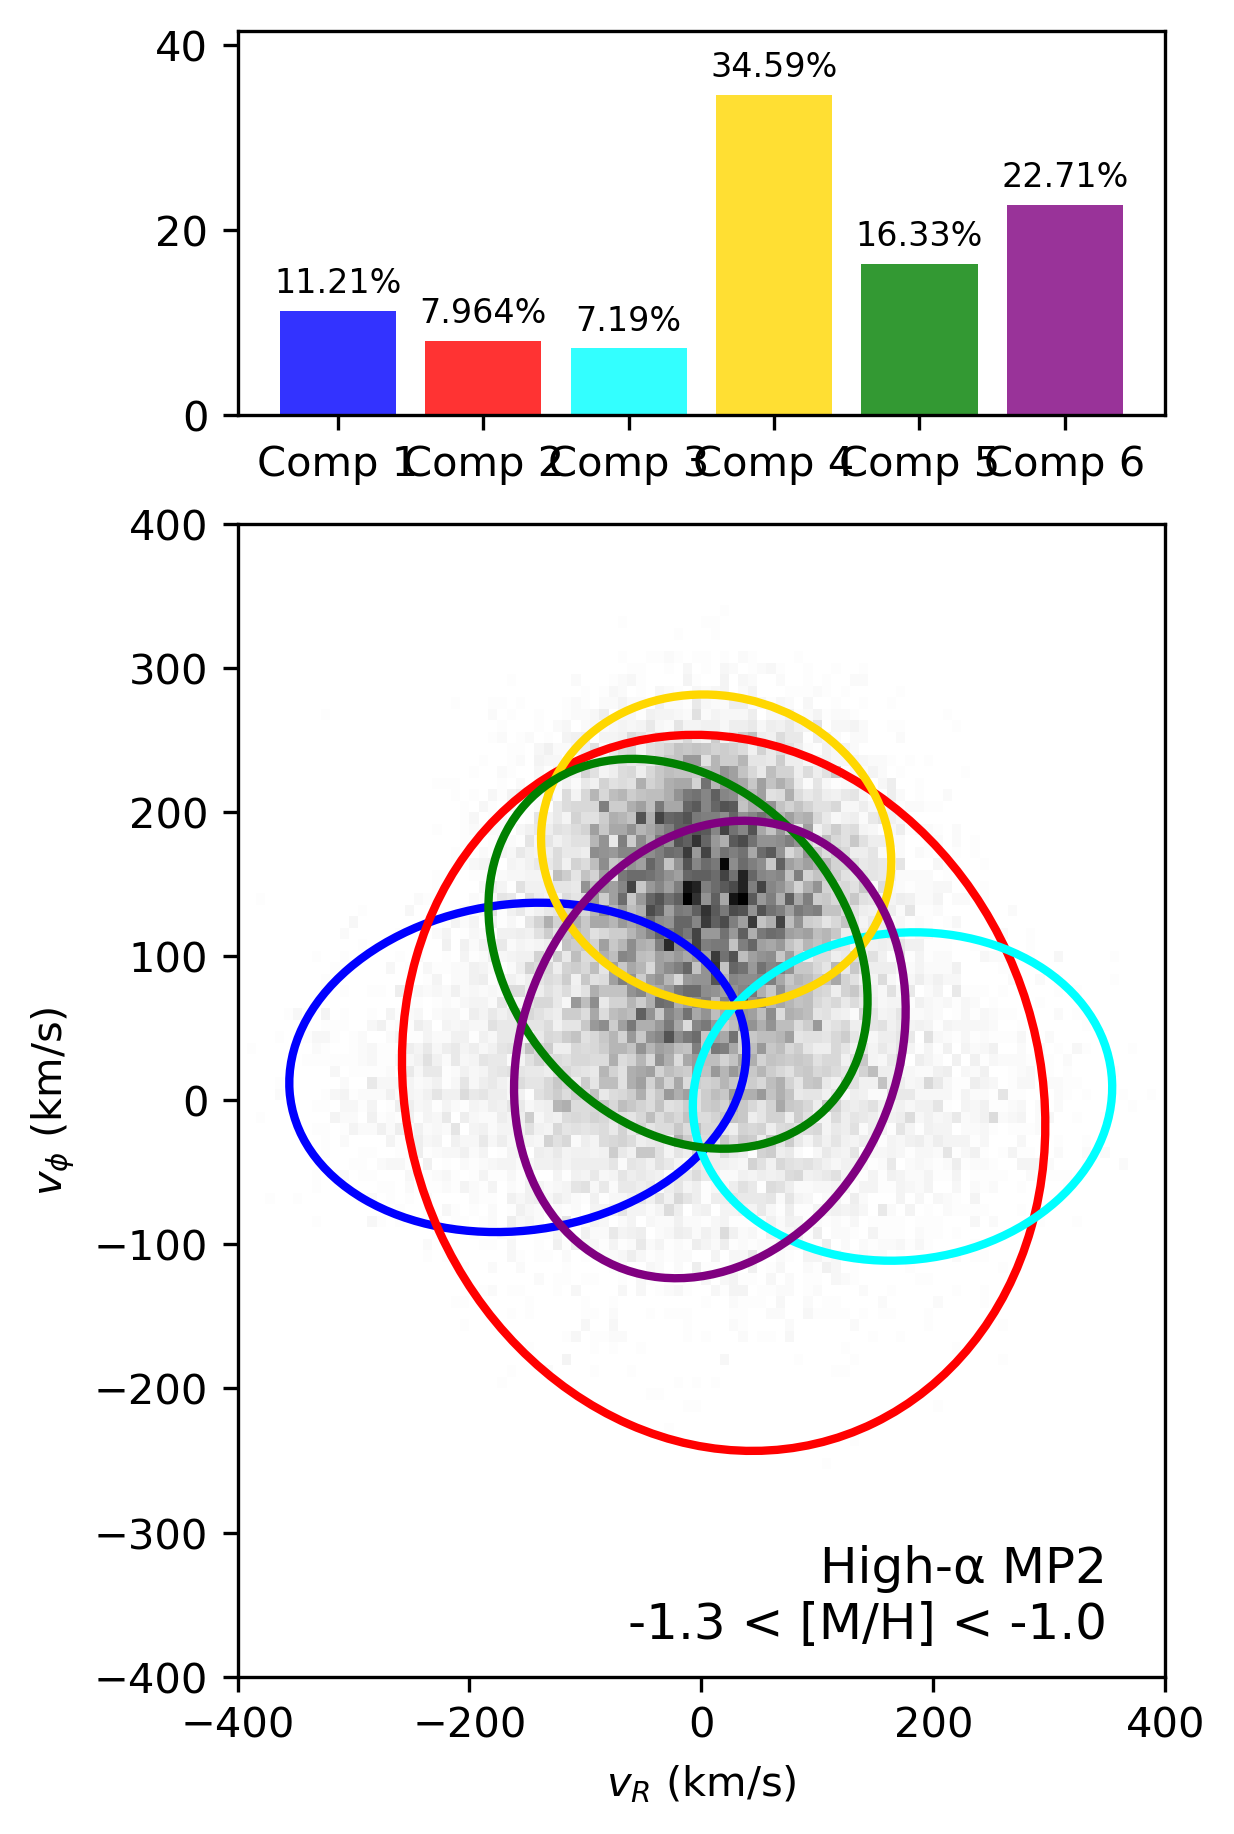 40
20
0
11.21%
7.964%
7.19%
34.59%
16.33%
22.71%
Comp 1
Comp 2
Comp 3
Comp 4
Comp 5
Comp 6
400
300
200
100
0
−100
−200
−300
−400
vϕ (km/s)
High-α MP2
-1.3 < [M/H] < -1.0
−400
−200
0
200
400
vR (km/s)